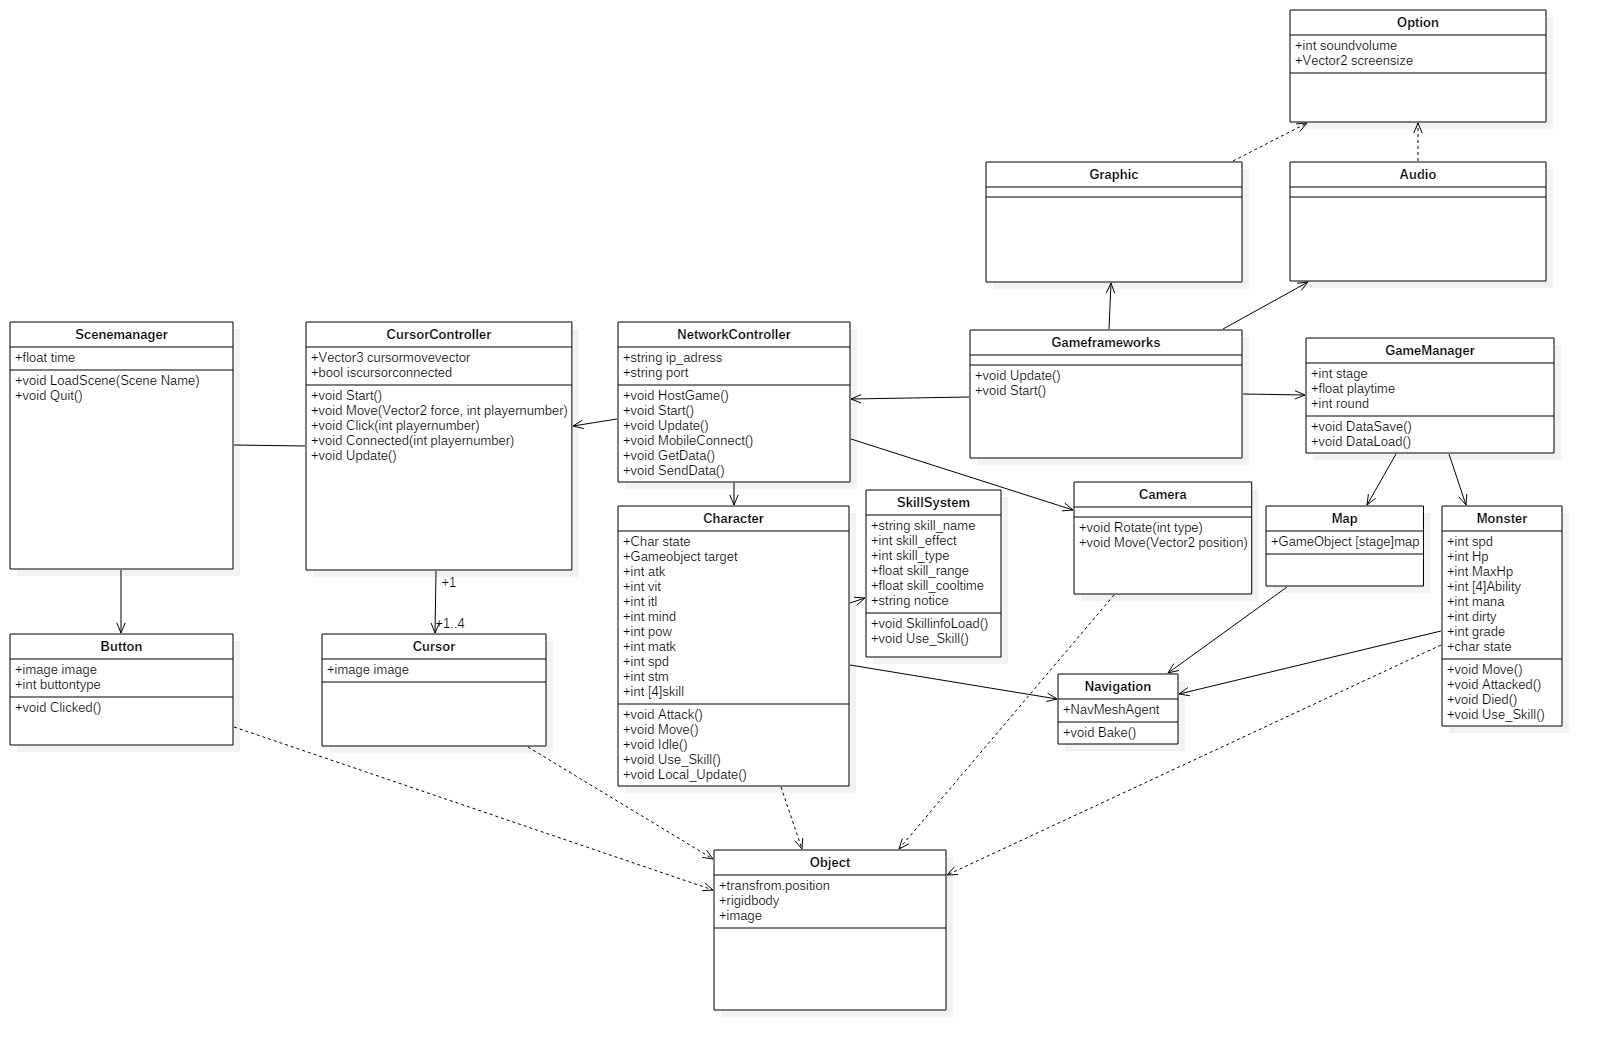 Option
+int soundvolume
+Vector2 screensize
Graphic
Audio
Scenemanager
+float time
+void LoadScene(Scene Name)
+void Quit()
CursorController
+Vector3 cursormovevector
+bool iscursorconnected
+void Start()
+void Move(Vector2 force, int playernumber)
+void Click(int playernumber)
+void Connected(int playernumber)
+void Update()
NetworkController
+string ip_adress
+string port
+void HostGame()
+void Start()
+void Update()
+void MobileConnect()
+void GetData()
+void SendData()
Gameframeworks
+void Update()
+void Start()
GameManager
+int stage
+float playtime
+int round
+void DataSave()
+void DataLoad()
Character
+Char state
+Gameobject target
+int atk
+int vit
+int itl
+int mind
+int pow
+int matk
+int spd
+int stm
+int [4]skill
+void Attack()
+void Move()
+void Idle()
+void Use_Skill()
+void Local_Update()
SkillSystem
+string skill_name
+int skill_effect
+int skill_type
+float skill_range
+float skill_cooltime
+string notice
+void SkillinfoLoad()
+void Use_Skill()
Camera
+void Rotate(int type)
+void Move(Vector2 position)
Map
+GameObject [stage]map
Monster
+int spd
+int Hp
+int MaxHp
+int [4]Ability
+int mana
+int dirty
+int grade
+char state
+void Move()
+void Attacked()
+void Died()
+void Use_Skill()
+1
+1..4
Button
+image image
+int buttontype
+void Clicked()
Cursor
+image image
Navigation
+NavMeshAgent
+void Bake()
Object
+transfrom.position
+rigidbody
+image